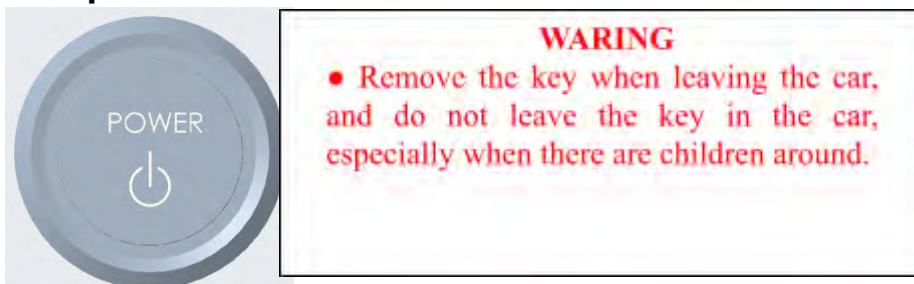 POWER
WARING
● Remove the key when leaving the car,
and do not leave the key in the car,
especially when there are children around.